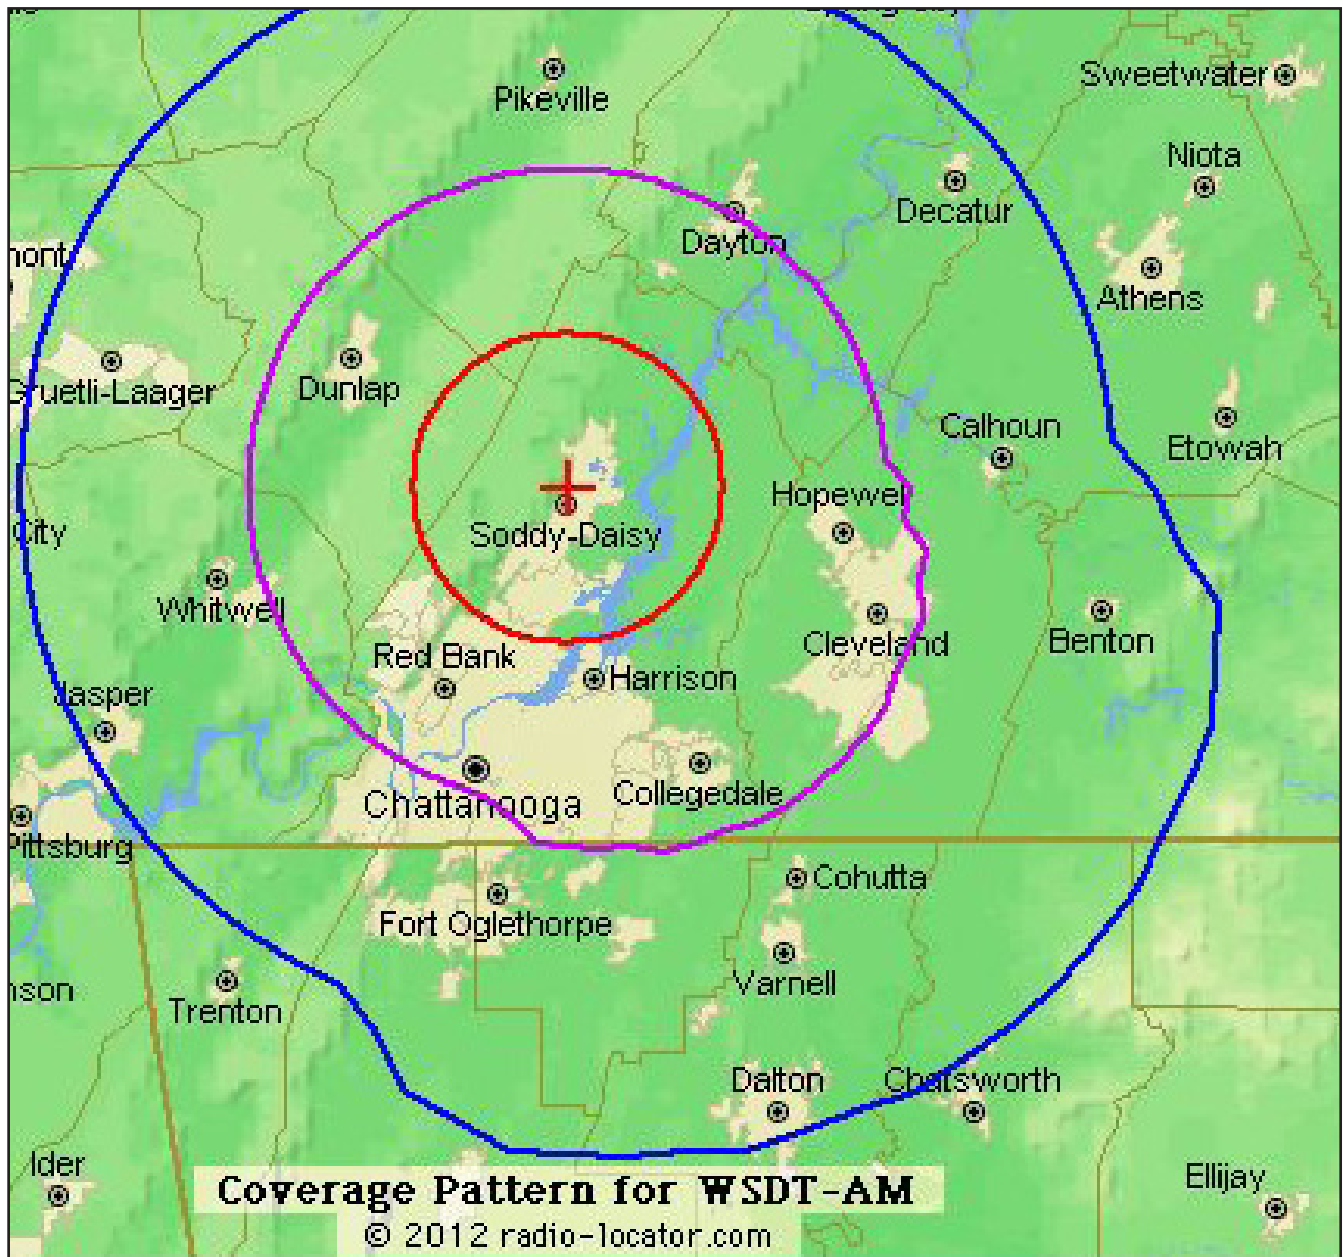 Pikeville
Sweetwater
Niota
Decatur
Dayton
Athens
Dunlap
Gruetli-Laager
Calhoun
Etowah
Hopewel
City
Soddy-Daisy
Whitwell
Cleveland
Benton
Red Bank
Harrison
Jasper
Collegedale
Chattanooga
Pittsburg
Cohutta
Fort Oglethorpe
Varnell
Trenton
Dalton
Chatsworth
Ider
Ellijay
Coverage Pattern for WSDT-AM
© 2012 radio-locator.com